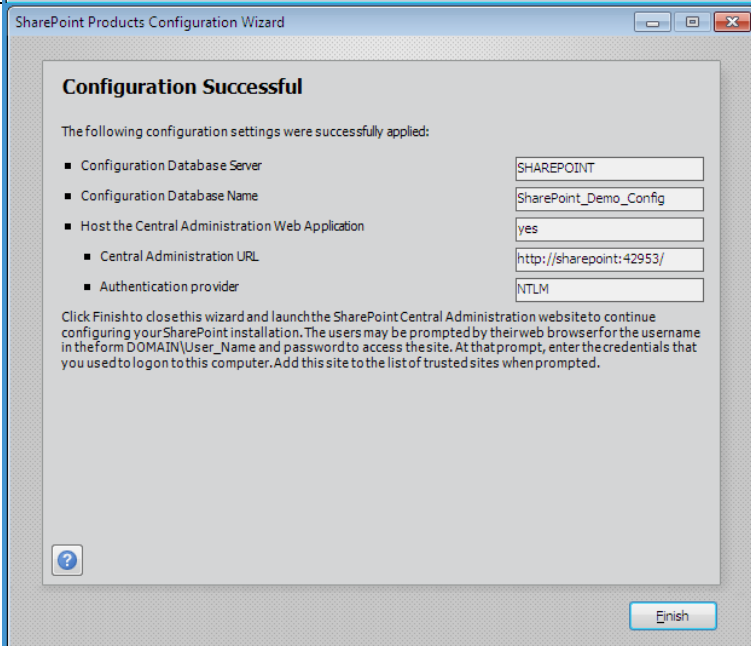 SharePoint Products Configuration Wizard
Configuration Successful
The following configuration settings were successfully applied:
Configuration Database Server SHAREPOINT
Configuration Database Name SharePoint_Demo_Config
Host the Central Administration Web Application yes
Central Administration URL http://sharepoint:42953/
Authentication provider NTLM
Click Finish to close this wizard and launch the SharePoint Central Administration website to continue
configuring your SharePoint installation. The users may be prompted by their web browser for the username
in the form DOMAIN\User_Name and password to access the site. At that prompt, enter the credentials that
you used to logon to this computer. Add this site to the list of trusted sites when prompted.
?
Finish